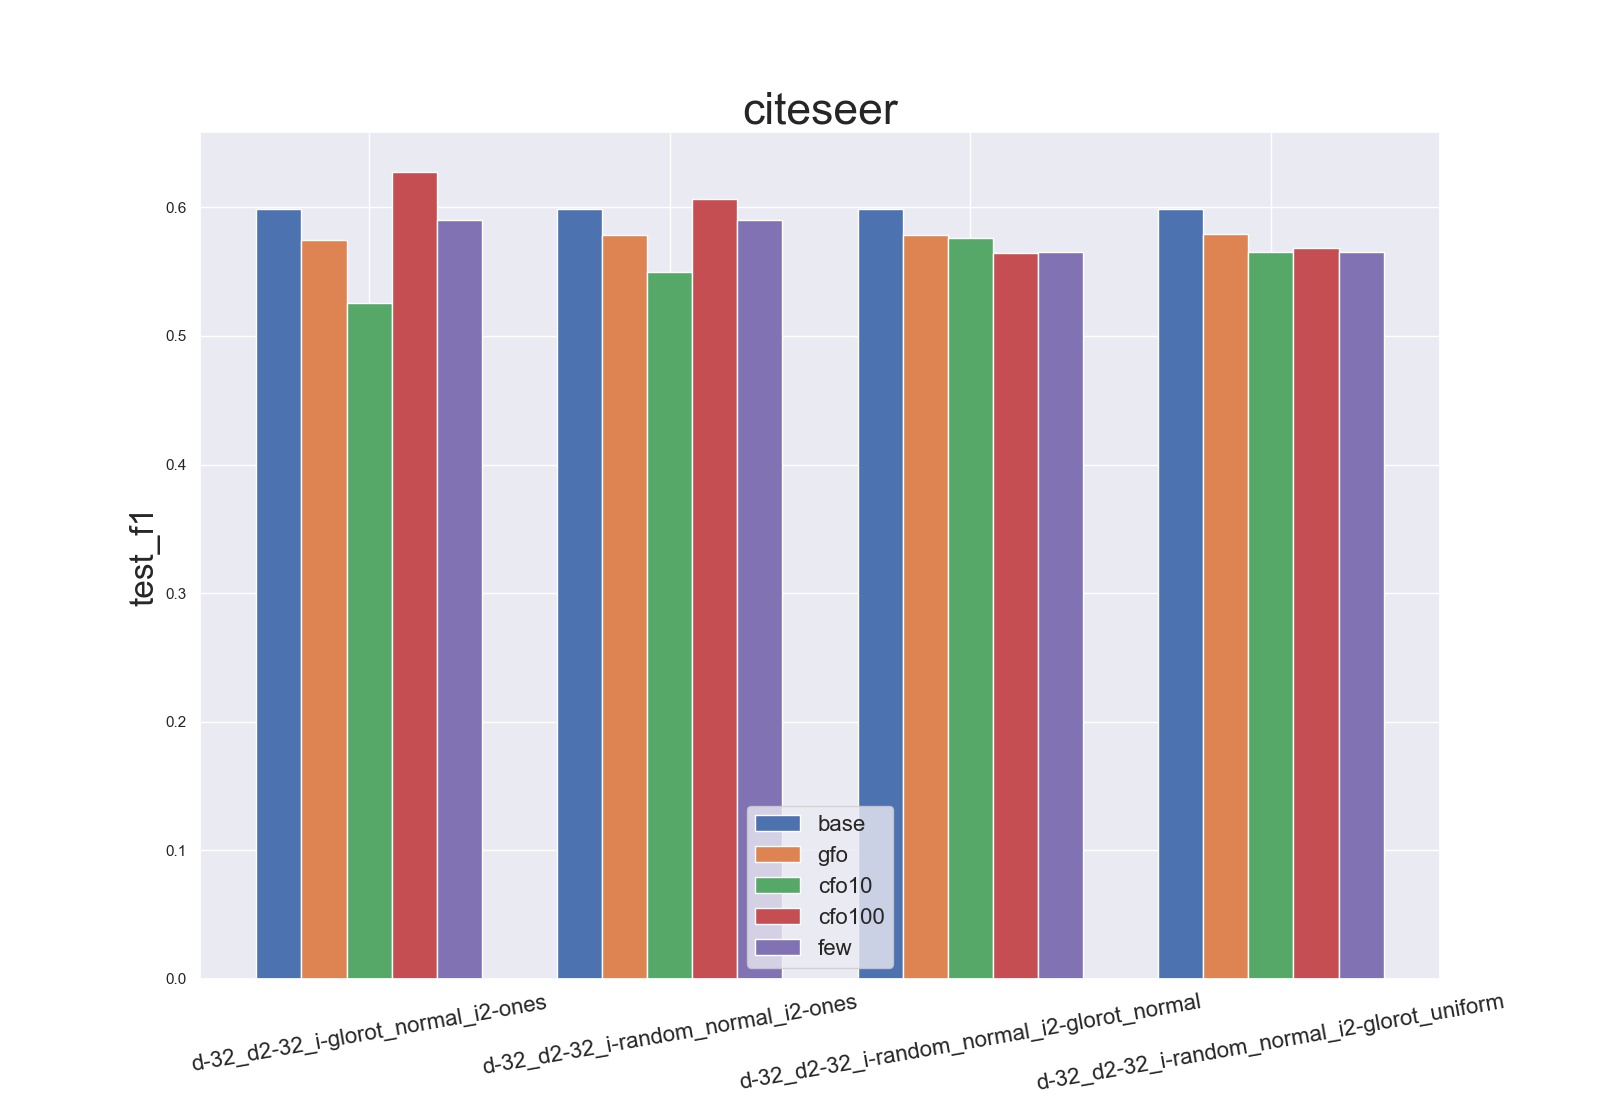 citeseer
test_f1
0.6
0.5
0.4
0.3
0.2
0.1
0.0
base
gfo
cfo10
cfo100
few
d-32_d2-32_i-glorot_normal_i2-ones
d-32_d2-32_i-random_normal_i2-ones
d-32_d2-32_i-random_normal_i2-glorot_normal
d-32_d2-32_i-random_normal_i2-glorot_uniform